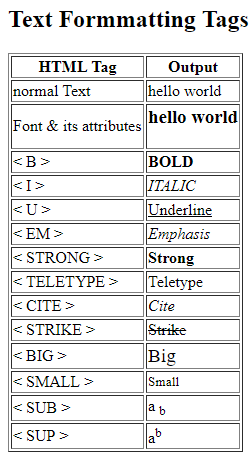 Text Formmatting Tags
HTML Tag Output
normal Text hello world
Font & its attributes hello world
< B > BOLD
< I > ITALIC
< U > Underline
< EM > Emphasis
< STRONG > Strong
< TELETYPE > Teletype
< CITE > Cite
< STRIKE > Strike
< BIG > Big
< SMALL > Small
< SUB > a b
< SUP > ab